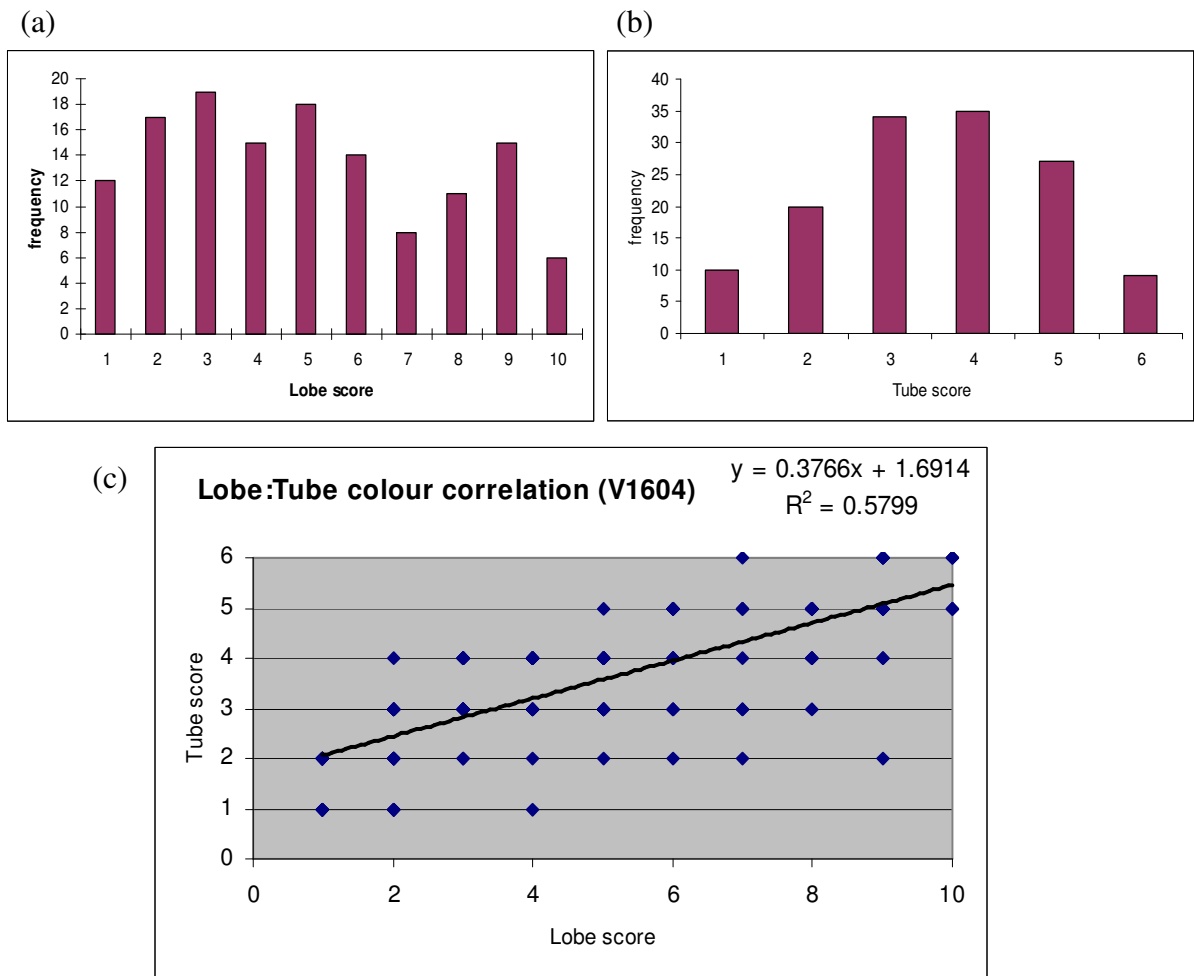 (a)
(b)
20
18
16
14
12
10
8
6
4
2
0
frequency
1 2 3 4 5 6 7 8 9 10
Lobe score
40
35
30
25
20
15
10
5
0
frequency
1 2 3 4 5 6
Tube score
(c)
Lobe:Tube colour correlation (V1604)
y = 0.3766x + 1.6914
R² = 0.5799
6
5
4
3
2
1
0
Tube score
0 2 4 6 8 10
Lobe score